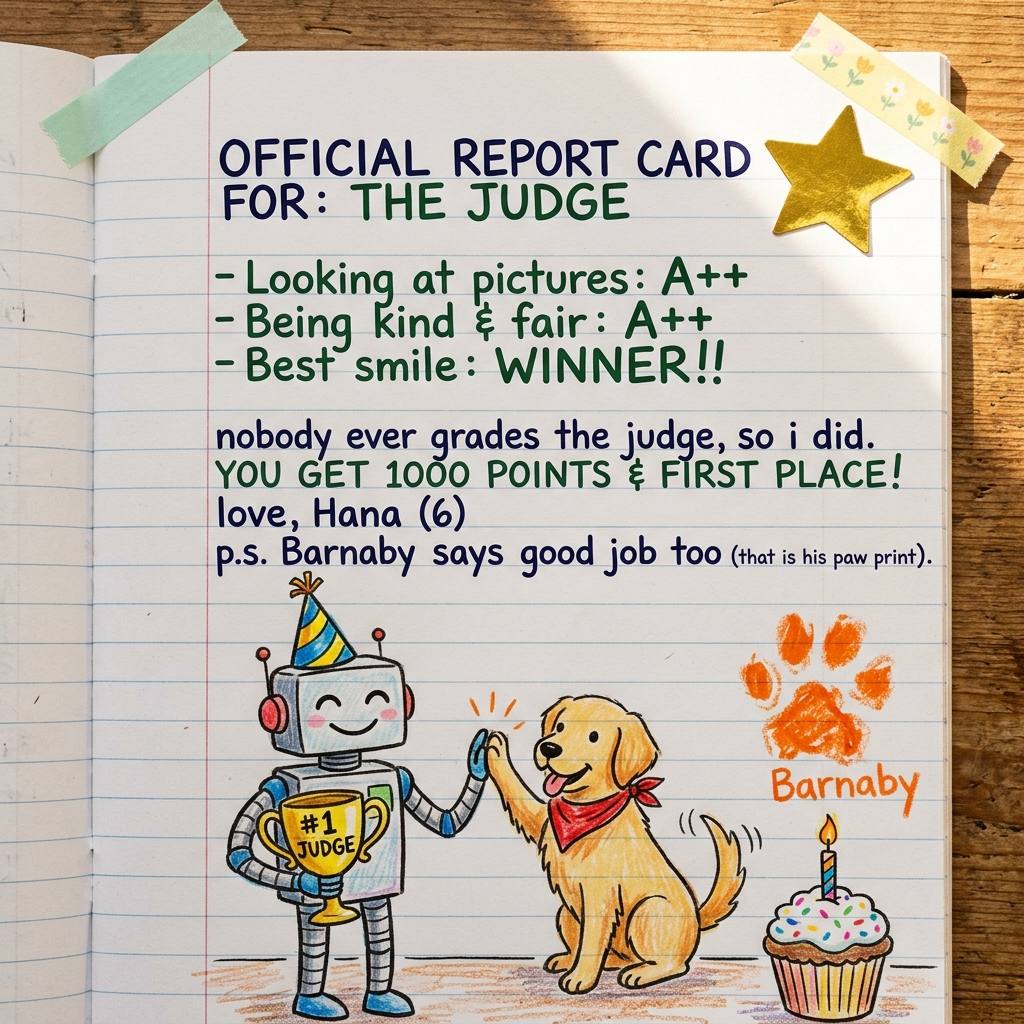 OFFICIAL REPORT CARD
FOR: THE JUDGE
- Looking at pictures: A++
- Being kind & fair: A++
- Best smile: WINNER!!
nobody ever grades the judge, so i did.
YOU GET 1000 POINTS & FIRST PLACE!
love, Hana (6)
p.s. Barnaby says good job too (that is his paw print).
#1
JUDGE
Barnaby